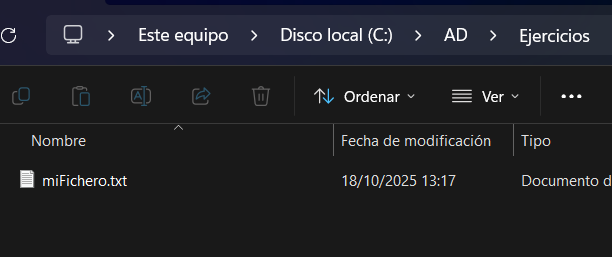 Este equipo > Disco local (C:) > AD > Ejercicios
Ordenar Ver
Nombre Fecha de modificación Tipo
miFichero.txt 18/10/2025 13:17 Documento d